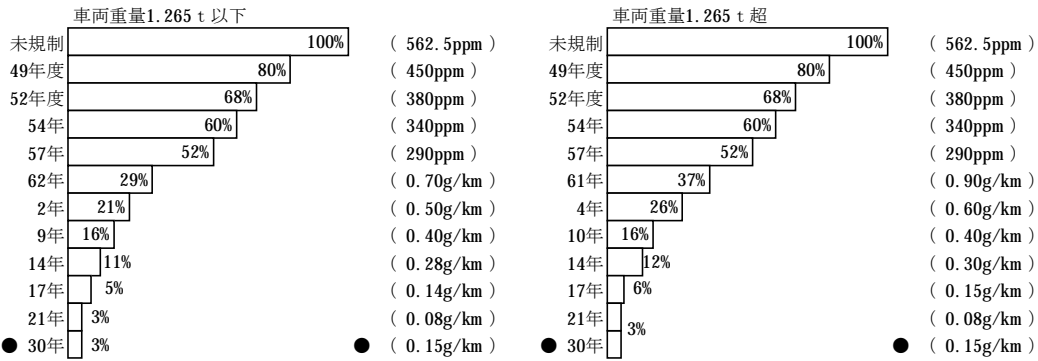 車両重量1.265ｔ以下
未規制 100% ( 562.5ppm )
49年度 80% ( 450ppm )
52年度 68% ( 380ppm )
54年 60% ( 340ppm )
57年 52% ( 290ppm )
62年 29% ( 0.70g/km )
2年 21% ( 0.50g/km )
9年 16% ( 0.40g/km )
14年 11% ( 0.28g/km )
17年 5% ( 0.14g/km )
21年 3% ( 0.08g/km )
● 30年 3% ● ( 0.15g/km )
車両重量1.265ｔ超
未規制 100% ( 562.5ppm )
49年度 80% ( 450ppm )
52年度 68% ( 380ppm )
54年 60% ( 340ppm )
57年 52% ( 290ppm )
61年 37% ( 0.90g/km )
4年 26% ( 0.60g/km )
10年 16% ( 0.40g/km )
14年 12% ( 0.30g/km )
17年 6% ( 0.15g/km )
21年 3% ( 0.08g/km )
● 30年 ● ( 0.15g/km )